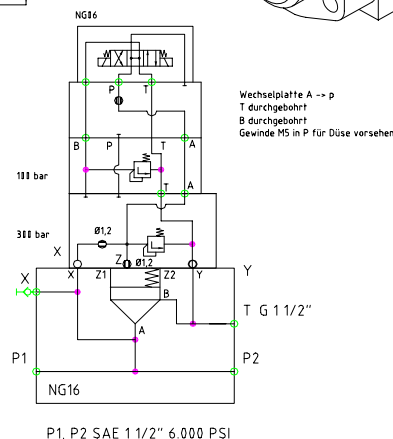 NG06
P T
Wechselplatte A -> p
T durchgebohrt
B durchgebohrt
Gewinde M5 in P für Düse vorsehen
B P T A
100 bar
T A
300 bar
Ø1,2
X Z Ø1,2
X Z1 Z2 Y Y
X
B
T G 1 1/2"
A
P1 P2
NG16
P1, P2 SAE 1 1/2" 6.000 PSI